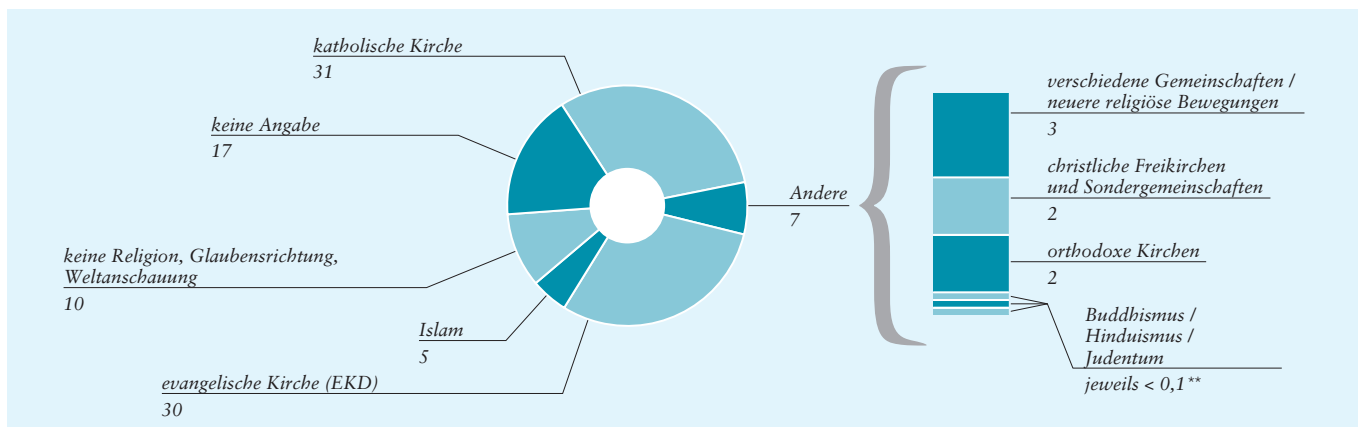 katholische Kirche
31
keine Angabe
17
keine Religion, Glaubensrichtung,
Weltanschauung
10
Islam
5
evangelische Kirche (EKD)
30
Andere
7
verschiedene Gemeinschaften /
neuere religiöse Bewegungen
3
christliche Freikirchen
und Sondergemeinschaften
2
orthodoxe Kirchen
2
Buddhismus /
Hinduismus /
Judentum
jeweils < 0,1**